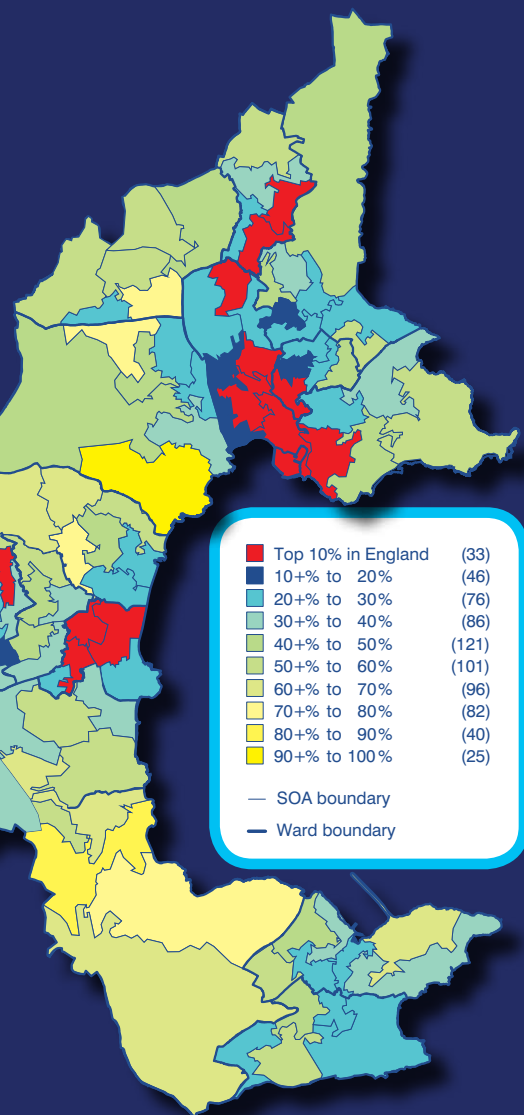 Top 10% in England (33)
10+% to 20% (46)
20+% to 30% (76)
30+% to 40% (86)
40+% to 50% (121)
50+% to 60% (101)
60+% to 70% (96)
70+% to 80% (82)
80+% to 90% (40)
90+% to 100% (25)
SOA boundary
Ward boundary